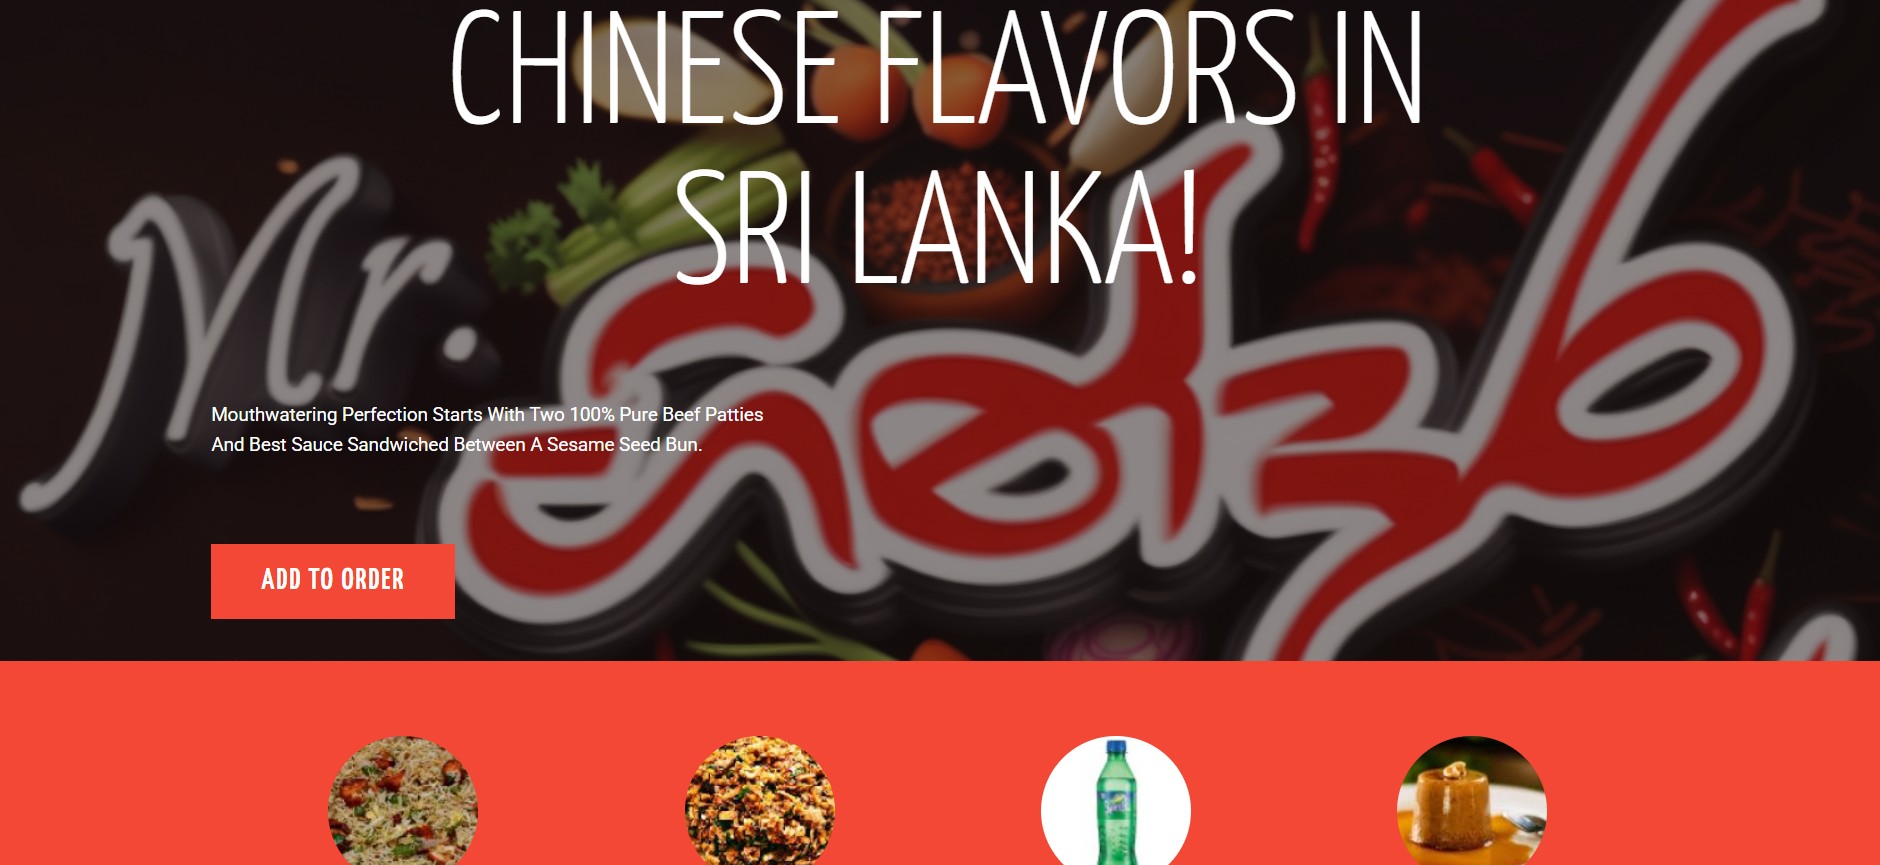 CHINESE FLAVORS IN
SRI LANKA!
Mr.
Mouthwatering Perfection Starts With Two 100% Pure Beef Patties
And Best Sauce Sandwiched Between A Sesame Seed Bun.
ADD TO ORDER